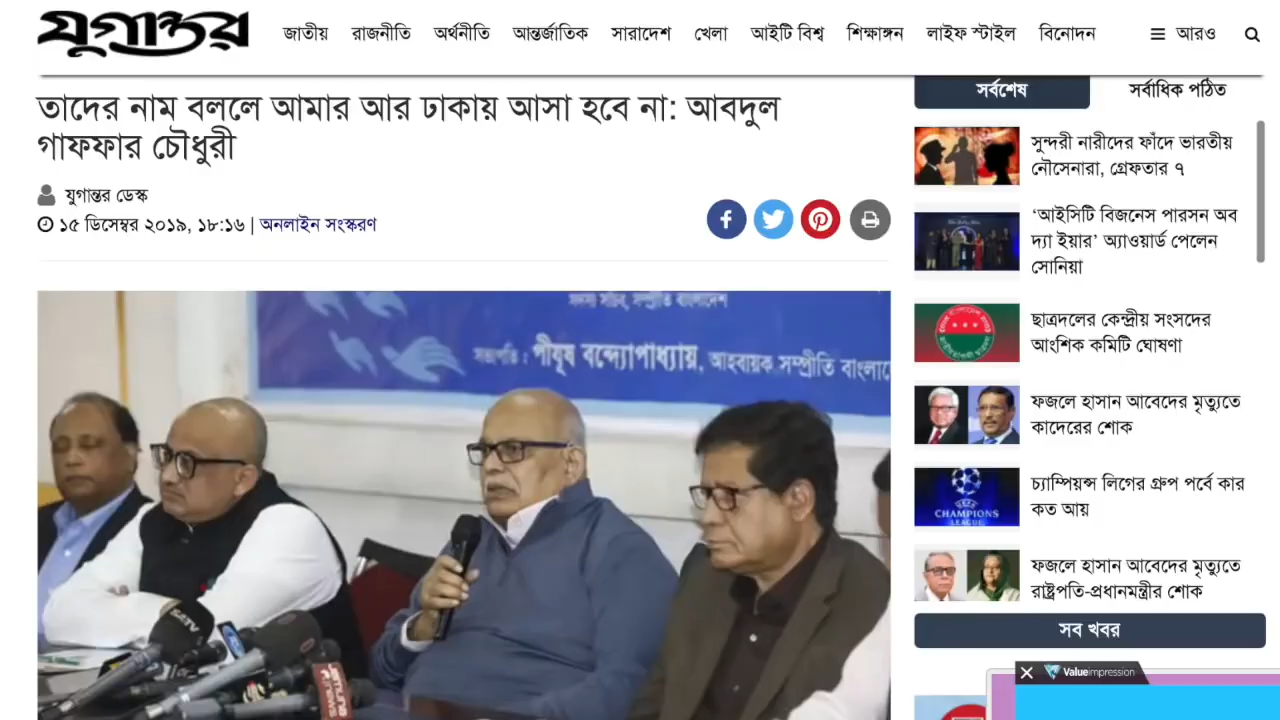 যুগান্তর
জাতীয় রাজনীতি অর্থনীতি আন্তর্জাতিক সারাদেশ খেলা আইটি বিশ্ব শিক্ষাঙ্গন লাইফ স্টাইল বিনোদন আরও
তাদের নাম বললে আমার আর ঢাকায় আসা হবে না: আবদুল
গাফফার চৌধুরী
যুগান্তর ডেস্ক
১৫ ডিসেম্বর ২০১৯, ১৮:১৬ | অনলাইন সংস্করণ
সদস্য সচিব, সম্প্রীতি বাংলাদেশ
সভাপতি : পীযূষ বন্দ্যোপাধ্যায়, আহবায়ক সম্প্রীতি
সর্বশেষ সর্বাধিক পঠিত
সুন্দরী নারীদের ফাঁদে ভারতীয়
নৌসেনারা, গ্রেফতার ৭
‘আইসিটি বিজনেস পারসন অব
দ্যা ইয়ার’ অ্যাওয়ার্ড পেলেন
সোনিয়া
ছাত্রদলের কেন্দ্রীয় সংসদের
আংশিক কমিটি ঘোষণা
ফজলে হাসান আবেদের মৃত্যুতে
কাদেরের শোক
CHAMPIONS
LEAGUE
চ্যাম্পিয়ন্স লিগের গ্রুপ পর্বে কার
কত আয়
ফজলে হাসান আবেদের মৃত্যুতে
রাষ্ট্রপতি-প্রধানমন্ত্রীর শোক
সব খবর
Valueimpression